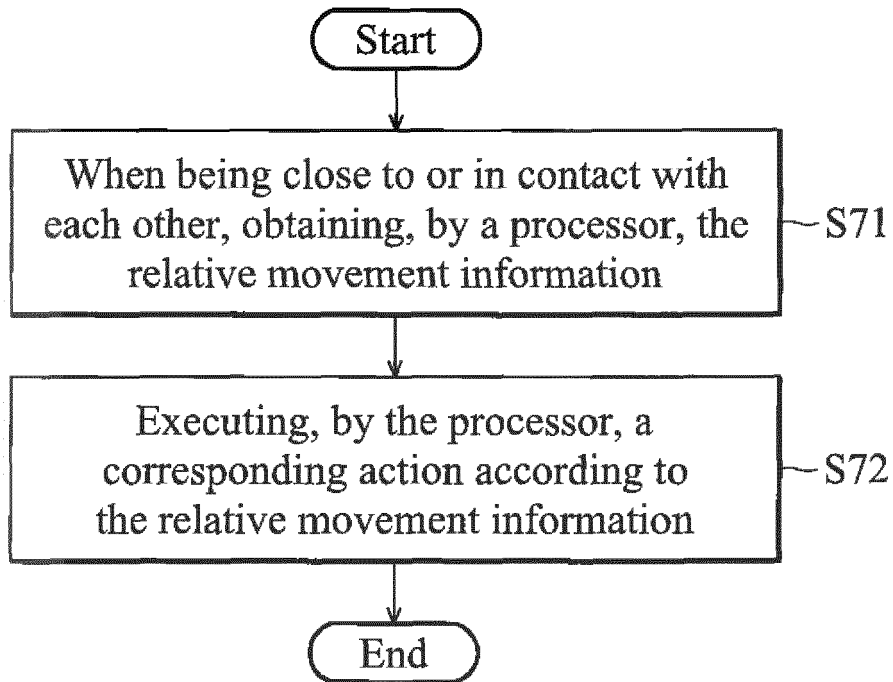 Start
When being close to or in contact with
each other, obtaining, by a processor, the
relative movement information
S71
Executing, by the processor, a
corresponding action according to
the relative movement information
S72
End